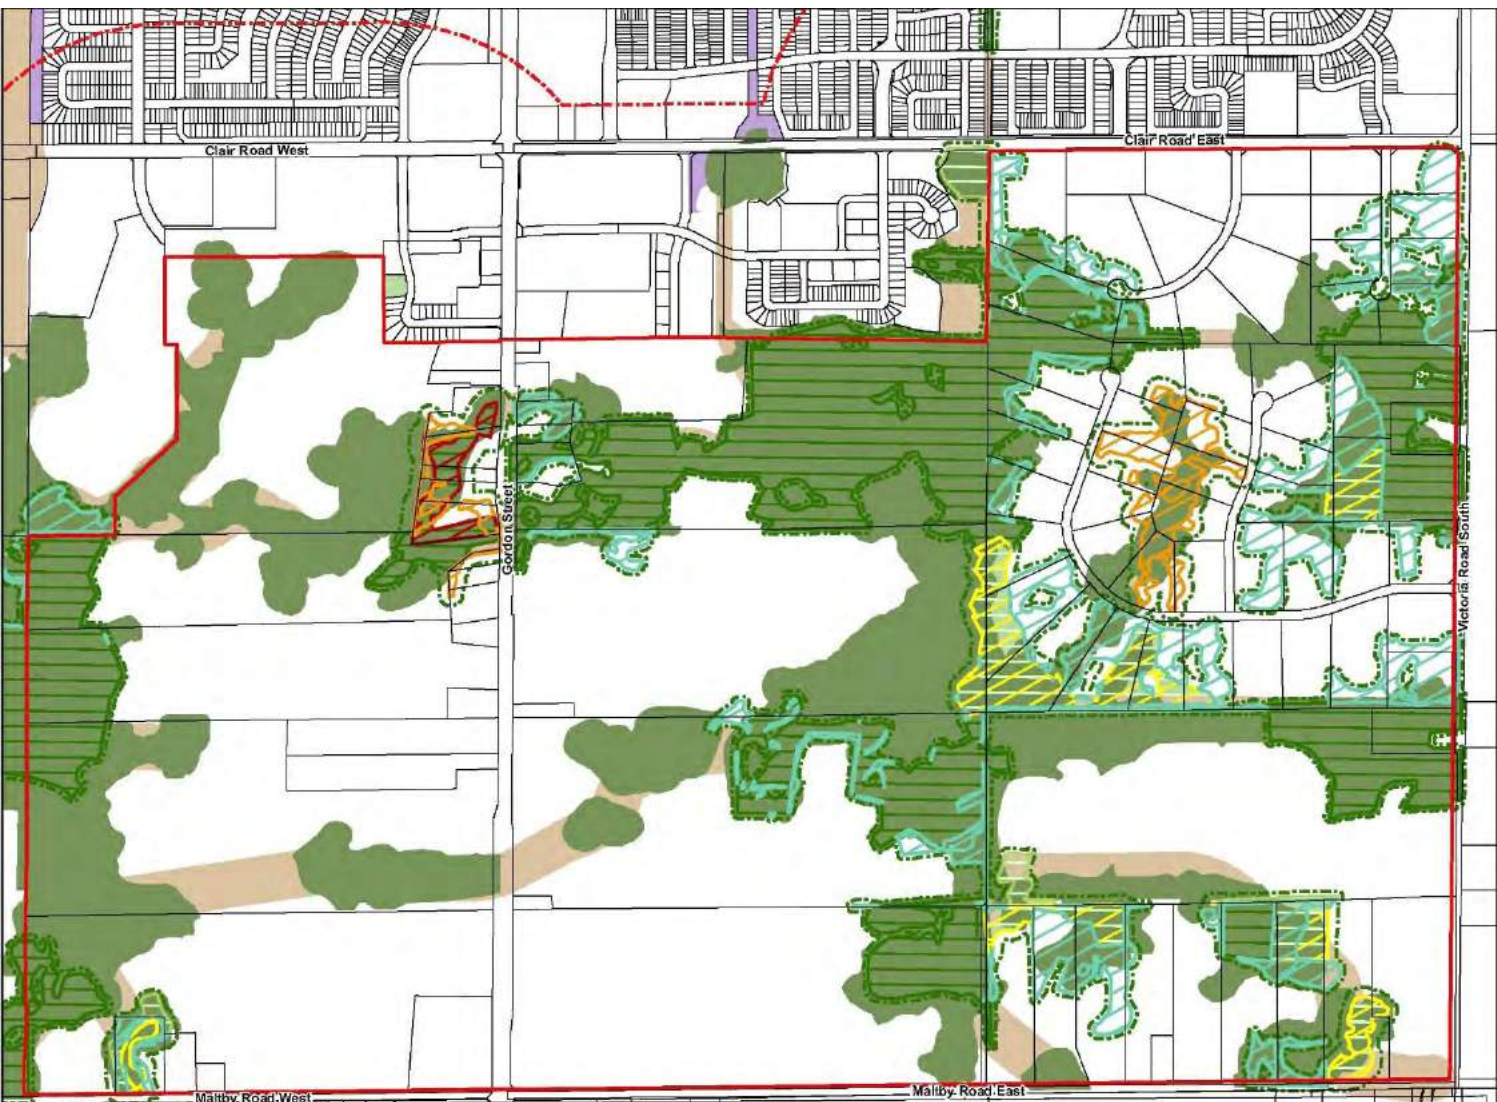 Clair Road East
Clair Road West
Gordon Street
Victoria Road South
Maltby Road East
Maltby Road West